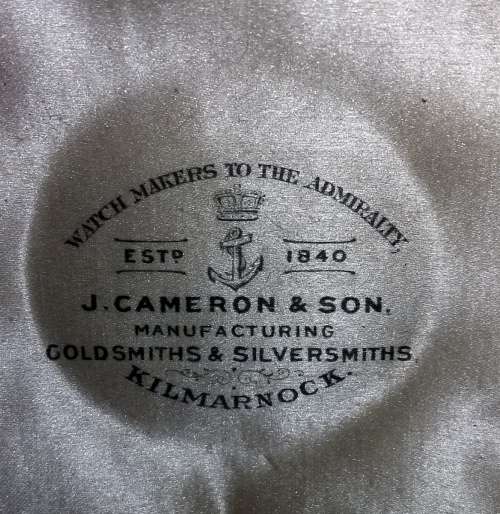 WATCH MAKERS TO THE ADMIRALTY,
ESTD 1840
J. CAMERON & SON.
MANUFACTURING
GOLDSMITHS & SILVERSMITHS.
KILMARNOCK.